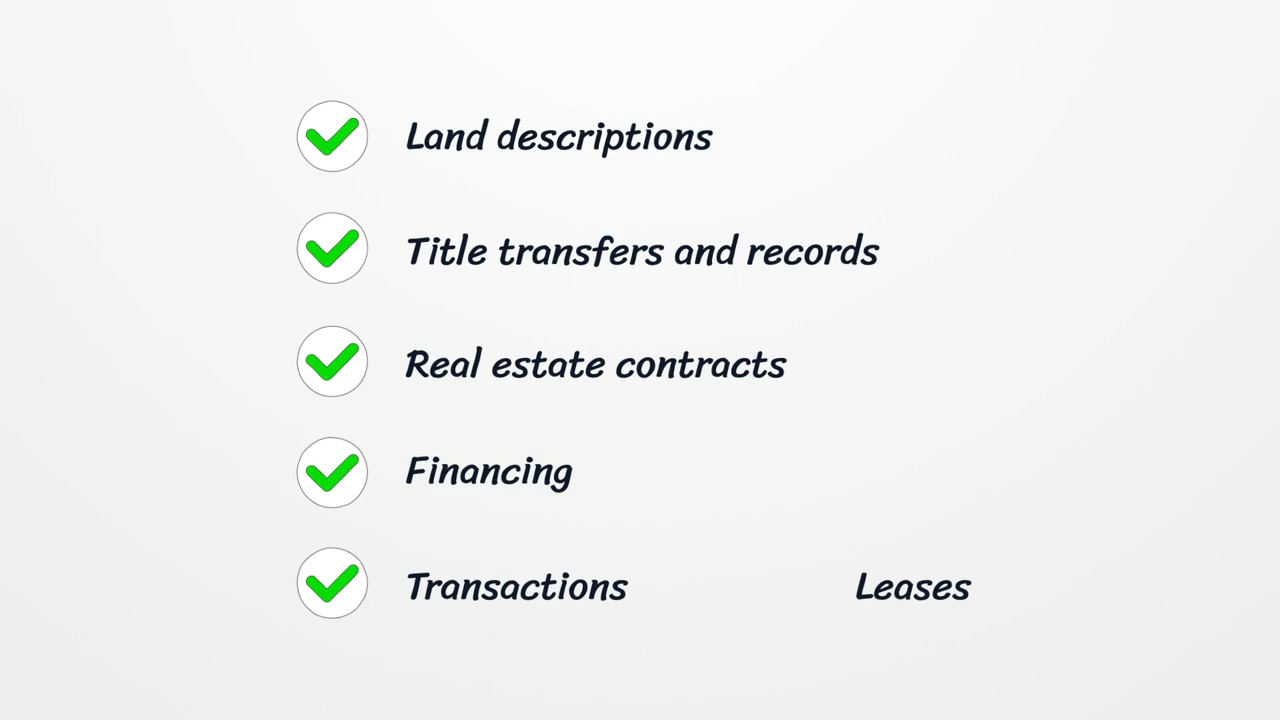 Land descriptions
Title transfers and records
Real estate contracts
Financing
Transactions Leases